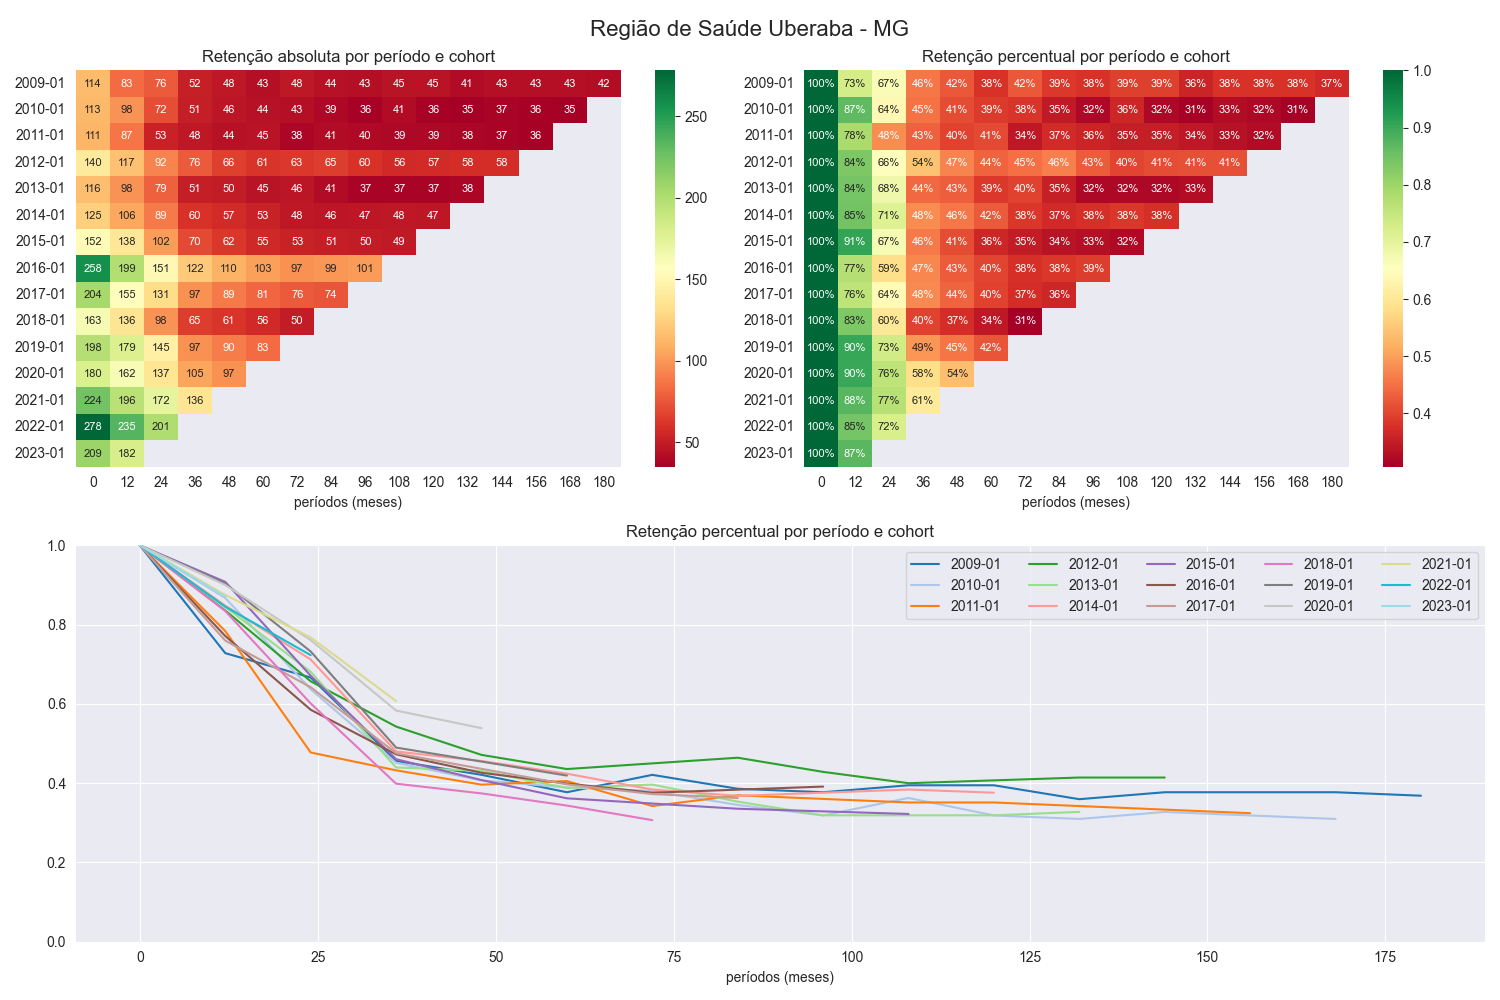 Região de Saúde Uberaba - MG
Retenção absoluta por período e cohort
2009-01 114 83 76 52 48 43 48 44 43 45 45 41 43 43 43 42
2010-01 113 98 72 51 46 44 43 39 36 41 36 35 37 36 35
2011-01 111 87 53 48 44 45 38 41 40 39 39 38 37 36
2012-01 140 117 92 76 66 61 63 65 60 56 57 58 58
2013-01 116 98 79 51 50 45 46 41 37 37 37 38
2014-01 125 106 89 60 57 53 48 46 47 48 47
2015-01 152 138 102 70 62 55 53 51 50 49
2016-01 258 199 151 122 110 103 97 99 101
2017-01 204 155 131 97 89 81 76 74
2018-01 163 136 98 65 61 56 50
2019-01 198 179 145 97 90 83
2020-01 180 162 137 105 97
2021-01 224 196 172 136
2022-01 278 235 201
2023-01 209 182
0 12 24 36 48 60 72 84 96 108 120 132 144 156 168 180
períodos (meses)
250
200
150
100
50
Retenção percentual por período e cohort
2009-01 100% 73% 67% 46% 42% 38% 42% 39% 38% 39% 39% 36% 38% 38% 38% 37%
2010-01 100% 87% 64% 45% 41% 39% 38% 35% 32% 36% 32% 31% 33% 32% 31%
2011-01 100% 78% 48% 43% 40% 41% 34% 37% 36% 35% 35% 34% 33% 32%
2012-01 100% 84% 66% 54% 47% 44% 45% 46% 43% 40% 41% 41% 41%
2013-01 100% 84% 68% 44% 43% 39% 40% 35% 32% 32% 32% 33%
2014-01 100% 85% 71% 48% 46% 42% 38% 37% 38% 38% 38%
2015-01 100% 91% 67% 46% 41% 36% 35% 34% 33% 32%
2016-01 100% 77% 59% 47% 43% 40% 38% 38% 39%
2017-01 100% 76% 64% 48% 44% 40% 37% 36%
2018-01 100% 83% 60% 40% 37% 34% 31%
2019-01 100% 90% 73% 49% 45% 42%
2020-01 100% 90% 76% 58% 54%
2021-01 100% 88% 77% 61%
2022-01 100% 85% 72%
2023-01 100% 87%
0 12 24 36 48 60 72 84 96 108 120 132 144 156 168 180
períodos (meses)
1.0
0.9
0.8
0.7
0.6
0.5
0.4
Retenção percentual por período e cohort
1.0
0.8
0.6
0.4
0.2
0.0
2009-01 2012-01 2015-01 2018-01 2021-01
2010-01 2013-01 2016-01 2019-01 2022-01
2011-01 2014-01 2017-01 2020-01 2023-01
0 25 50 75 100 125 150 175
períodos (meses)